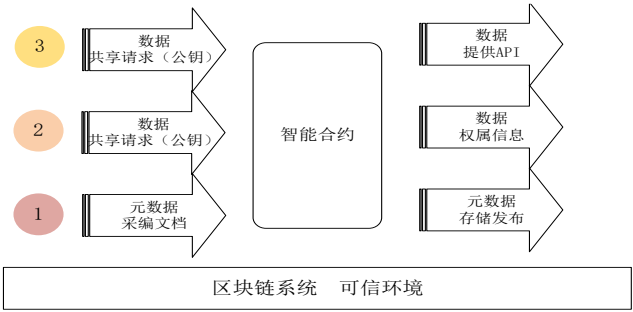 3
数据
共享请求（公钥）
数据
提供API
2
数据
共享请求（公钥）
智能合约
数据
权属信息
1
元数据
采编文档
元数据
存储发布
区块链系统 可信环境